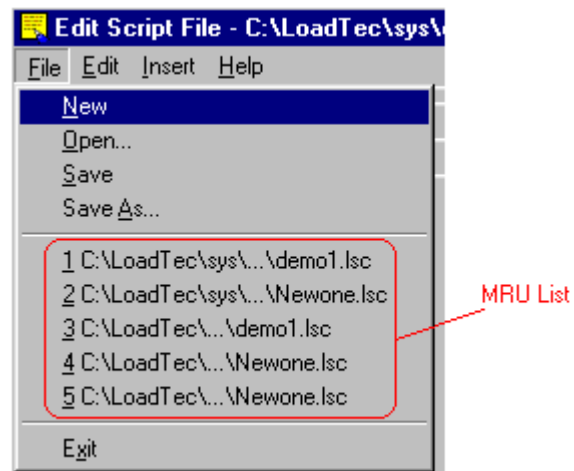 Edit Script File - C:\LoadTec\sys\
File Edit Insert Help
New
Open...
Save
Save As...
1 C:\LoadTec\sys\...\demo1.lsc
2 C:\LoadTec\sys\...\Newone.lsc
3 C:\LoadTec\...\demo1.lsc
4 C:\LoadTec\...\Newone.lsc
5 C:\LoadTec\...\Newone.lsc
MRU List
Exit